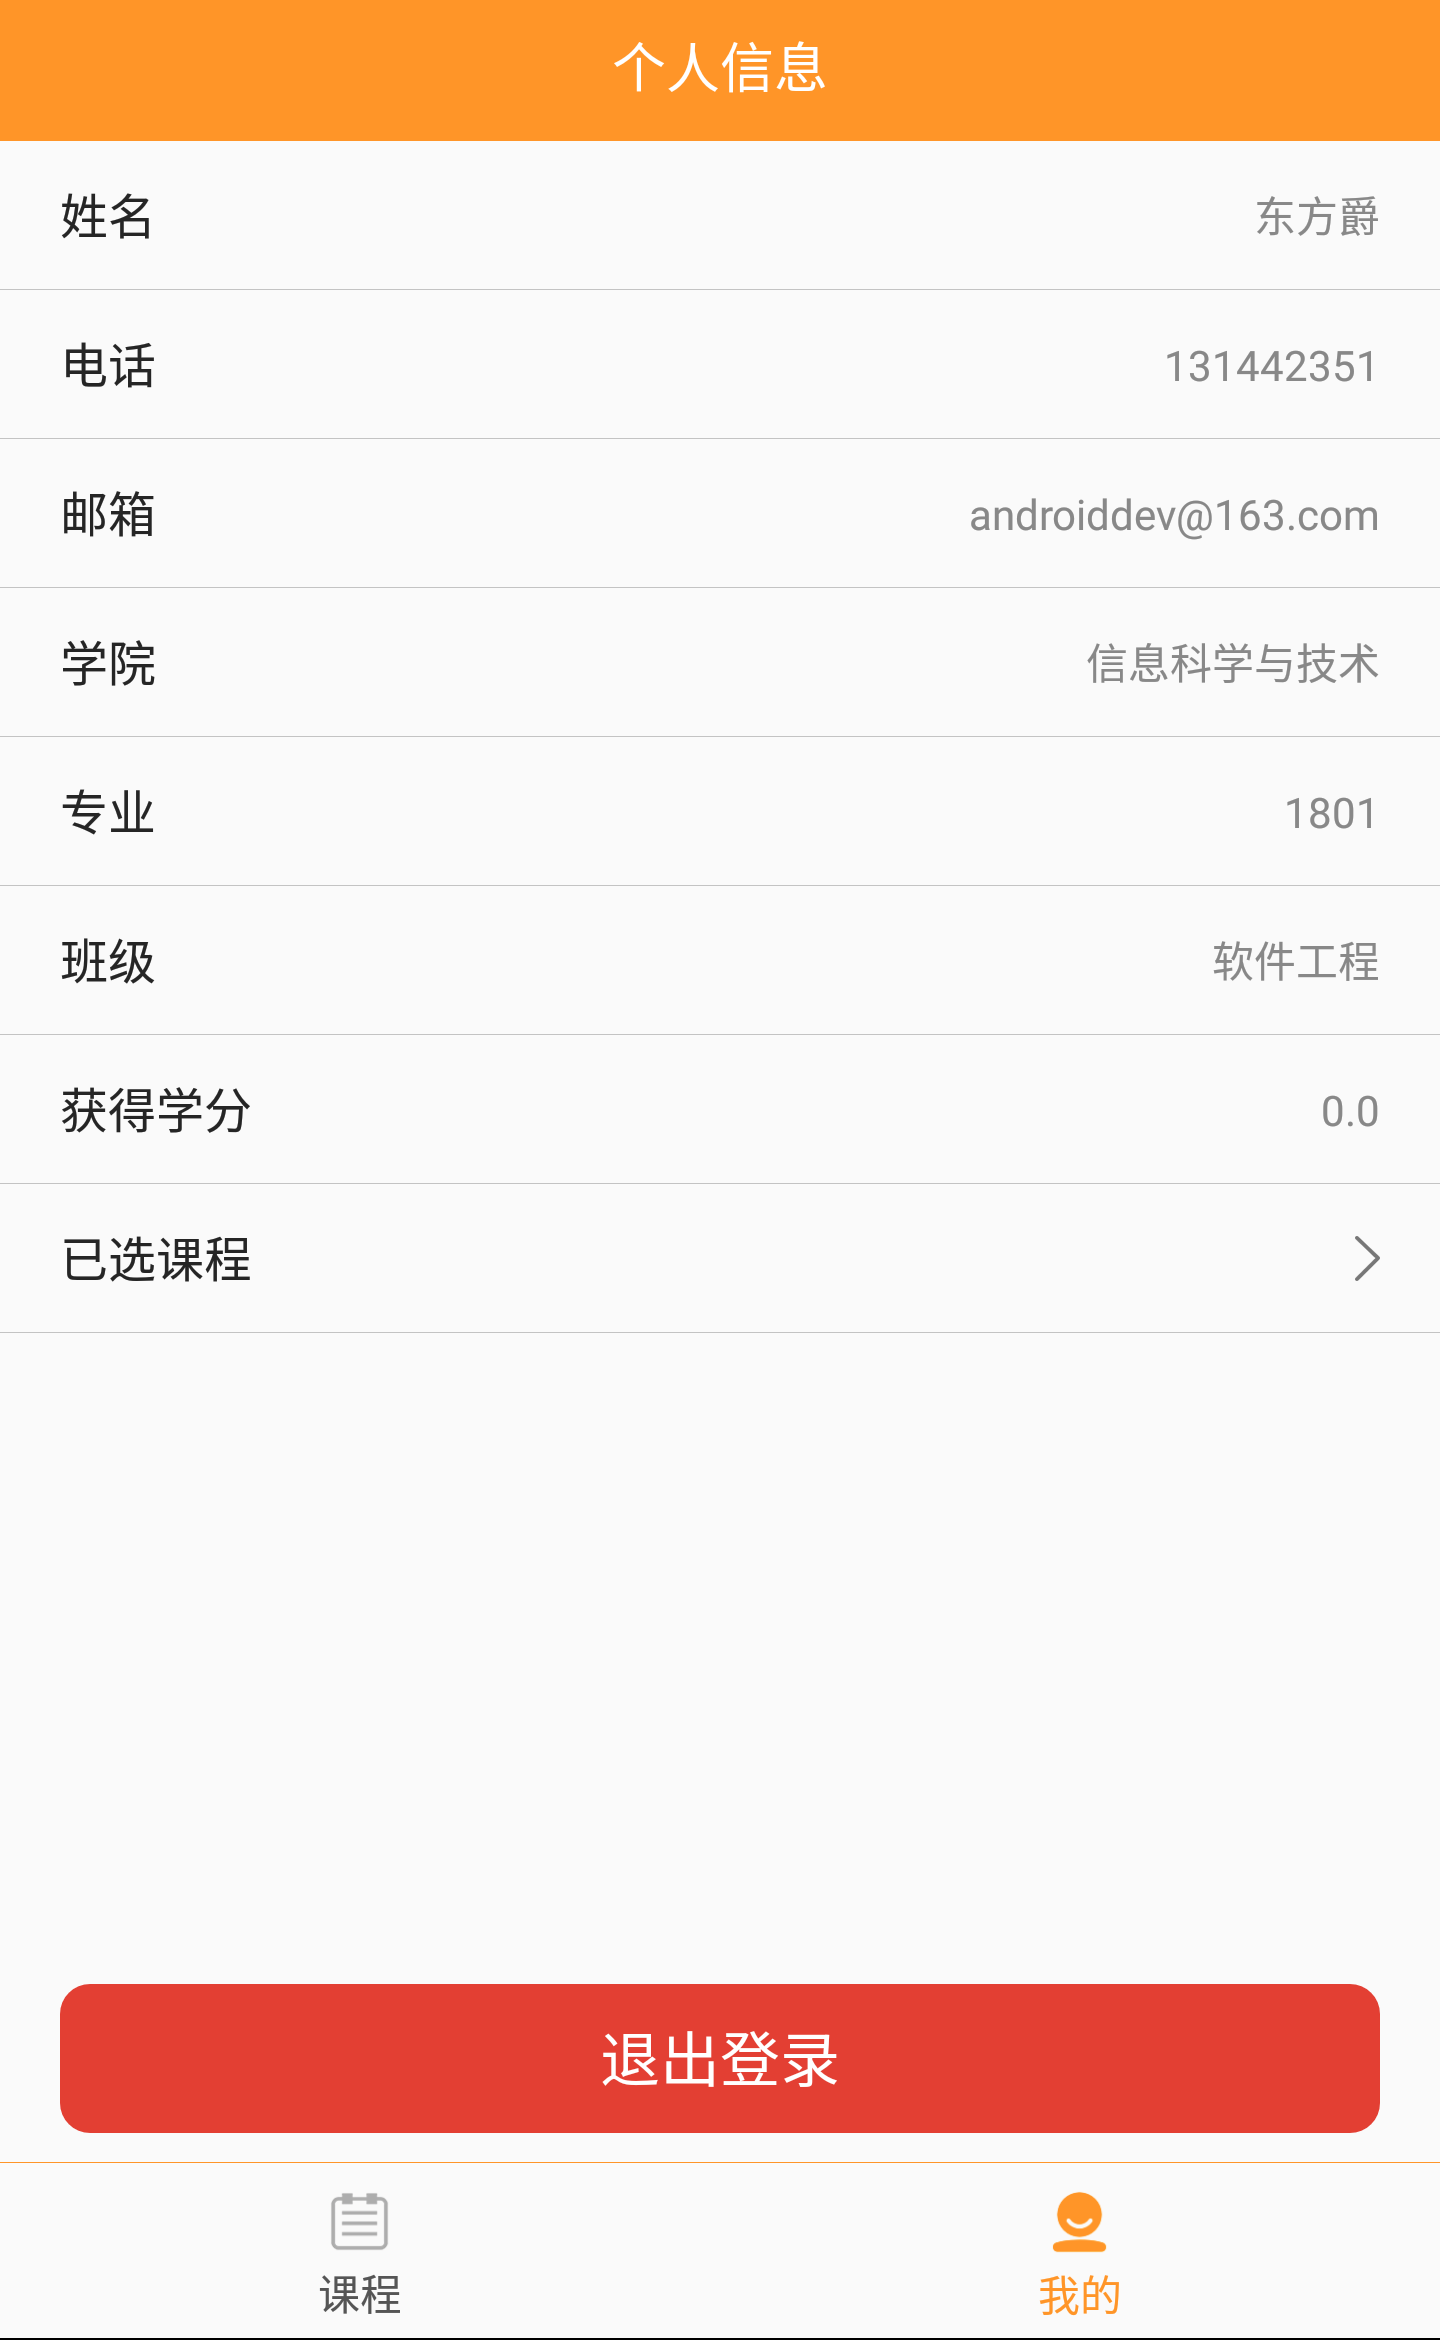 个人信息
姓名 东方爵
电话 131442351
邮箱 androiddev@163.com
学院 信息科学与技术
专业 1801
班级 软件工程
获得学分 0.0
已选课程
退出登录
课程 我的